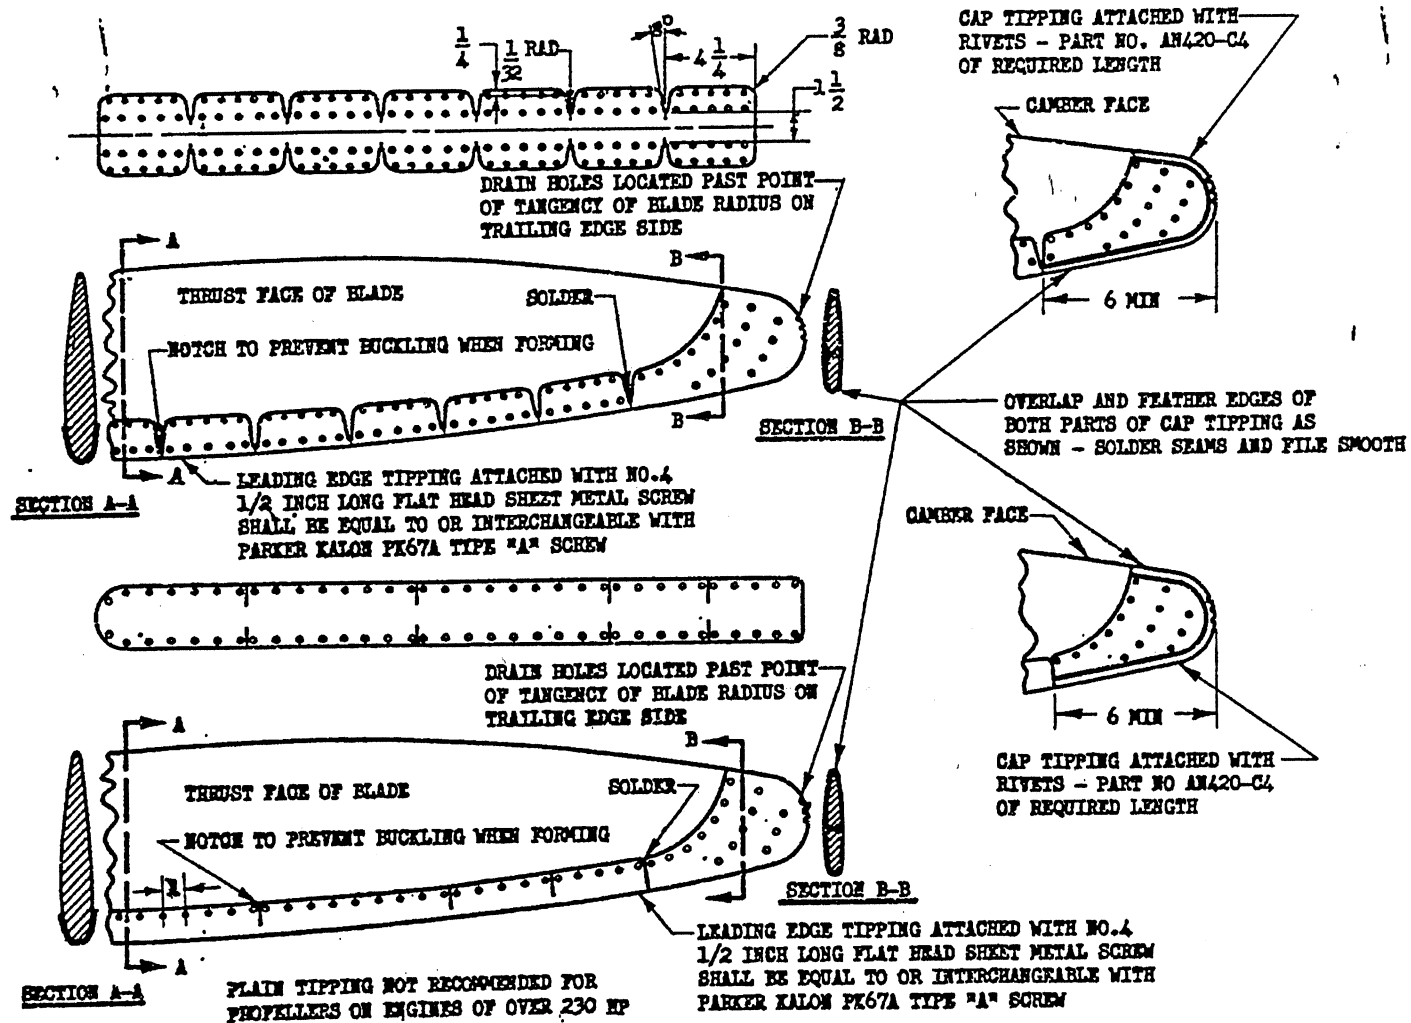 1/4
1/32 RAD
8°
4 1/4
3/8 RAD
1 1/2
CAP TIPPING ATTACHED WITH
RIVETS - PART NO. AN420-C4
OF REQUIRED LENGTH
CAMBER FACE
6 MIN
DRAIN HOLES LOCATED PAST POINT
OF TANGENCY OF BLADE RADIUS ON
TRAILING EDGE SIDE
A
B
THRUST FACE OF BLADE
SOLDER
NOTCH TO PREVENT BUCKLING WHEN FORMING
B
SECTION B-B
A
SECTION A-A
LEADING EDGE TIPPING ATTACHED WITH NO.4
1/2 INCH LONG FLAT HEAD SHEET METAL SCREW
SHALL BE EQUAL TO OR INTERCHANGEABLE WITH
PARKER KALON PK67A TYPE "A" SCREW
OVERLAP AND FEATHER EDGES OF
BOTH PARTS OF CAP TIPPING AS
SHOWN - SOLDER SEAMS AND FILE SMOOTH
CAMBER FACE
6 MIN
CAP TIPPING ATTACHED WITH
RIVETS - PART NO AN420-C4
OF REQUIRED LENGTH
DRAIN HOLES LOCATED PAST POINT
OF TANGENCY OF BLADE RADIUS ON
TRAILING EDGE SIDE
A
B
THRUST FACE OF BLADE
SOLDER
NOTCH TO PREVENT BUCKLING WHEN FORMING
SECTION B-B
A
SECTION A-A
LEADING EDGE TIPPING ATTACHED WITH NO.4
1/2 INCH LONG FLAT HEAD SHEET METAL SCREW
SHALL BE EQUAL TO OR INTERCHANGEABLE WITH
PARKER KALON PK67A TYPE "A" SCREW
PLAIN TIPPING NOT RECOMMENDED FOR
PROPELLERS ON ENGINES OF OVER 230 HP